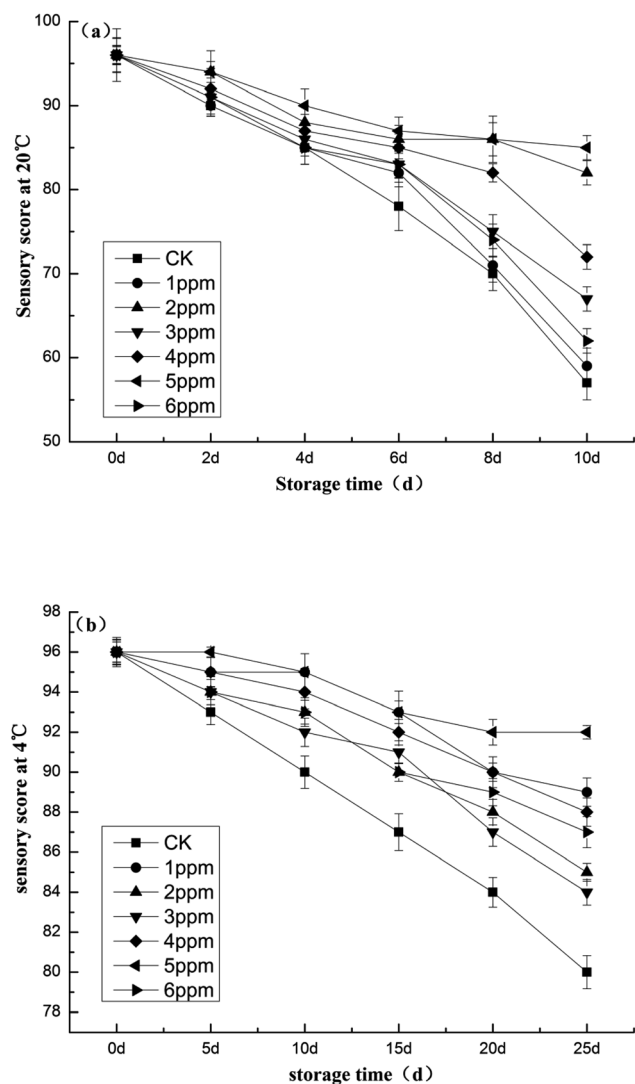 100
(a)
90
80
70
60
50
Sensory score at 20℃
CK
1ppm
2ppm
3ppm
4ppm
5ppm
6ppm
0d 2d 4d 6d 8d 10d
Storage time（d）
98
(b)
96
94
92
90
88
86
84
82
80
78
sensory score at 4℃
CK
1ppm
2ppm
3ppm
4ppm
5ppm
6ppm
0d 5d 10d 15d 20d 25d
storage time（d）